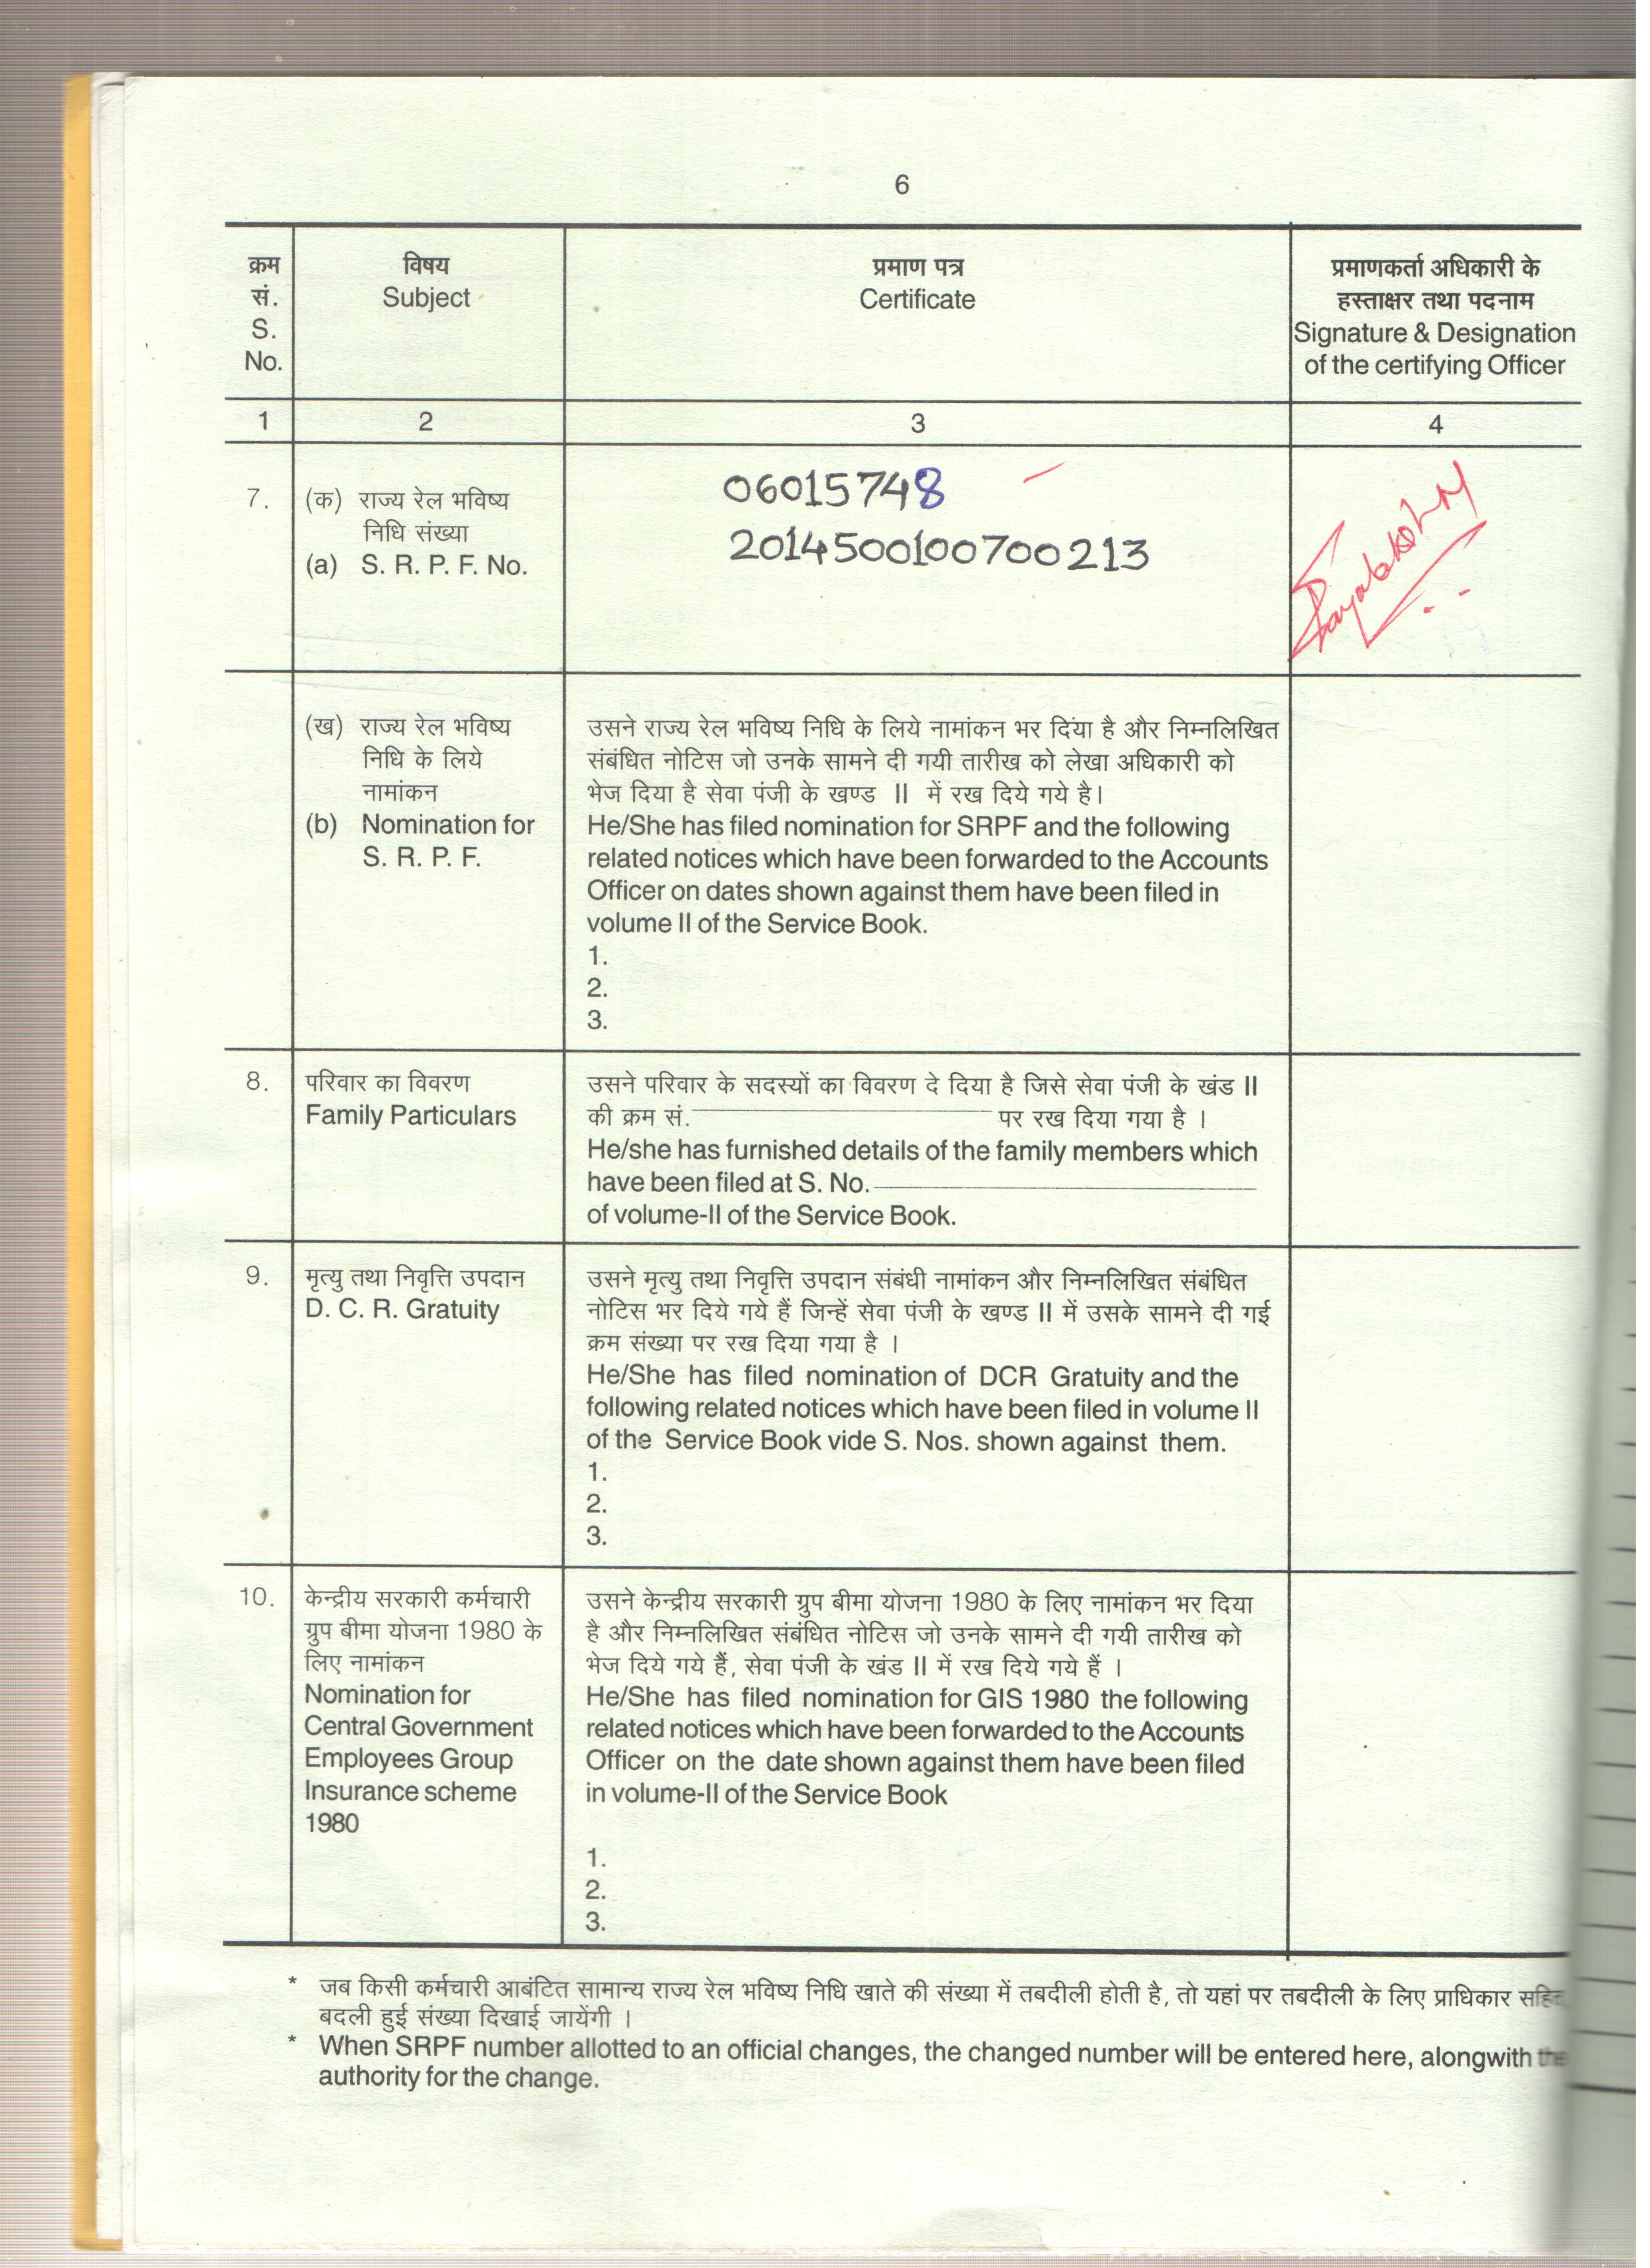 6
क्रम
सं.
S.
No.
विषय
Subject
प्रमाण पत्र
Certificate
प्रमाणकर्ता अधिकारी के
हस्ताक्षर तथा पदनाम
Signature & Designation
of the certifying Officer
1
2
3
4
7.
(क) राज्य रेल भविष्य
निधि संख्या
(a) S. R. P. F. No.
06015748
2014500100700213
(ख) राज्य रेल भविष्य
निधि के लिये
नामांकन
(b) Nomination for
S. R. P. F.
उसने राज्य रेल भविष्य निधि के लिये नामांकन भर दिंया है और निम्नलिखित
संबंधित नोटिस जो उनके सामने दी गयी तारीख को लेखा अधिकारी को
भेज दिया है सेवा पंजी के खण्ड II में रख दिये गये है।
He/She has filed nomination for SRPF and the following
related notices which have been forwarded to the Accounts
Officer on dates shown against them have been filed in
volume II of the Service Book.
1.
2.
3.
8.
परिवार का विवरण
Family Particulars
उसने परिवार के सदस्यों का विवरण दे दिया है जिसे सेवा पंजी के खंड II
की क्रम सं. पर रख दिया गया है ।
He/she has furnished details of the family members which
have been filed at S. No.
of volume-II of the Service Book.
9.
मृत्यु तथा निवृत्ति उपदान
D. C. R. Gratuity
उसने मृत्यु तथा निवृत्ति उपदान संबंधी नामांकन और निम्नलिखित संबंधित
नोटिस भर दिये गये हैं जिन्हें सेवा पंजी के खण्ड II में उसके सामने दी गई
क्रम संख्या पर रख दिया गया है ।
He/She has filed nomination of DCR Gratuity and the
following related notices which have been filed in volume II
of the Service Book vide S. Nos. shown against them.
1.
2.
3.
10.
केन्द्रीय सरकारी कर्मचारी
ग्रुप बीमा योजना 1980 के
लिए नामांकन
Nomination for
Central Government
Employees Group
Insurance scheme
1980
उसने केन्द्रीय सरकारी ग्रुप बीमा योजना 1980 के लिए नामांकन भर दिया
है और निम्नलिखित संबंधित नोटिस जो उनके सामने दी गयी तारीख को
भेज दिये गये हैं, सेवा पंजी के खंड II में रख दिये गये हैं ।
He/She has filed nomination for GIS 1980 the following
related notices which have been forwarded to the Accounts
Officer on the date shown against them have been filed
in volume-II of the Service Book
1.
2.
3.
* जब किसी कर्मचारी आबंटित सामान्य राज्य रेल भविष्य निधि खाते की संख्या में तबदीली होती है, तो यहां पर तबदीली के लिए प्राधिकार सहित
बदली हुई संख्या दिखाई जायेंगी ।
* When SRPF number allotted to an official changes, the changed number will be entered here, alongwith the
authority for the change.